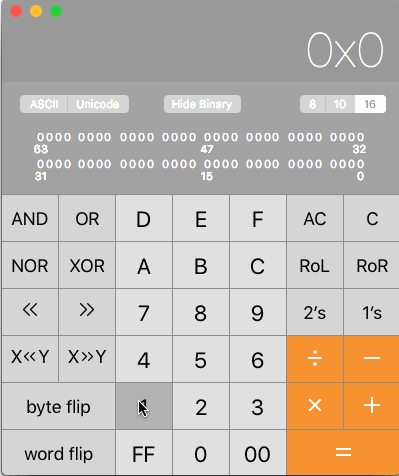 0x0
ASCII Unicode Hide Binary 8 10 16
0000 0000 0000 0000 0000 0000 0000 0000
63 47 32
0000 0000 0000 0000 0000 0000 0000 0000
31 15 0
AND OR D E F AC C
NOR XOR A B C RoL RoR
« » 7 8 9 2's 1's
X«Y X»Y 4 5 6 ÷ −
byte flip 1 2 3 × +
word flip FF 0 00 =